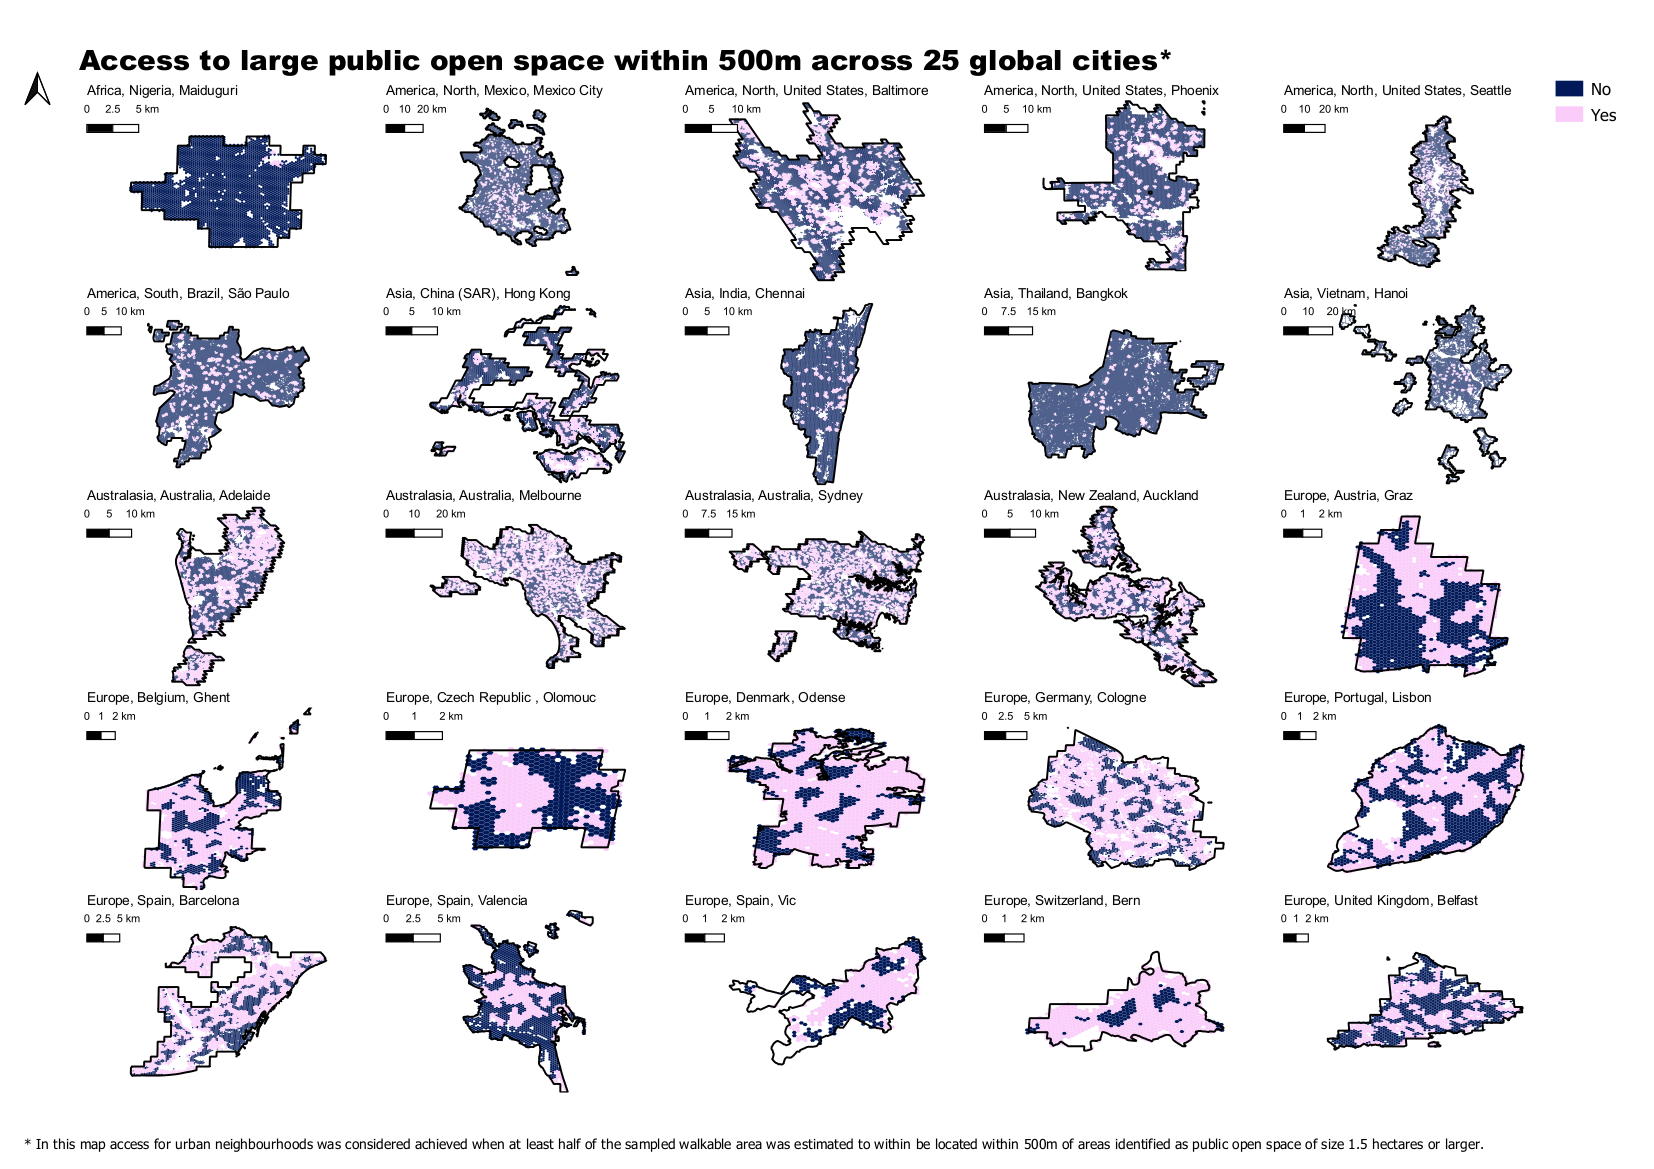 Access to large public open space within 500m across 25 global cities*
No
Yes
Africa, Nigeria, Maiduguri
0 2.5 5 km
America, North, Mexico, Mexico City
0 10 20 km
America, North, United States, Baltimore
0 5 10 km
America, North, United States, Phoenix
0 5 10 km
America, North, United States, Seattle
0 10 20 km
America, South, Brazil, São Paulo
0 5 10 km
Asia, China (SAR), Hong Kong
0 5 10 km
Asia, India, Chennai
0 5 10 km
Asia, Thailand, Bangkok
0 7.5 15 km
Asia, Vietnam, Hanoi
0 10 20 km
Australasia, Australia, Adelaide
0 5 10 km
Australasia, Australia, Melbourne
0 10 20 km
Australasia, Australia, Sydney
0 7.5 15 km
Australasia, New Zealand, Auckland
0 5 10 km
Europe, Austria, Graz
0 1 2 km
Europe, Belgium, Ghent
0 1 2 km
Europe, Czech Republic , Olomouc
0 1 2 km
Europe, Denmark, Odense
0 1 2 km
Europe, Germany, Cologne
0 2.5 5 km
Europe, Portugal, Lisbon
0 1 2 km
Europe, Spain, Barcelona
0 2.5 5 km
Europe, Spain, Valencia
0 2.5 5 km
Europe, Spain, Vic
0 1 2 km
Europe, Switzerland, Bern
0 1 2 km
Europe, United Kingdom, Belfast
0 1 2 km
* In this map access for urban neighbourhoods was considered achieved when at least half of the sampled walkable area was estimated to within be located within 500m of areas identified as public open space of size 1.5 hectares or larger.